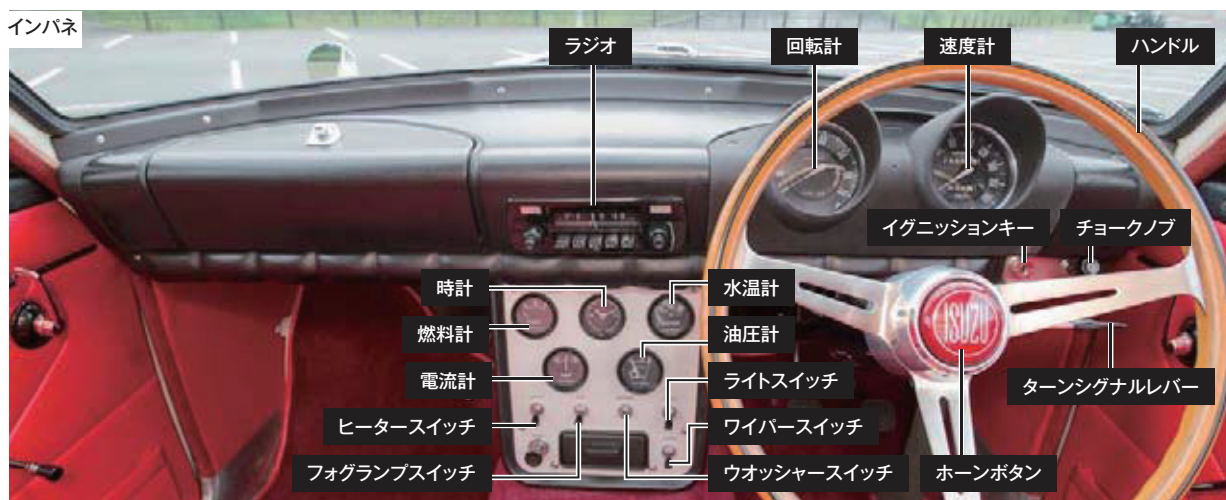 インパネ
ラジオ
回転計
速度計
ハンドル
イグニッションキー
チョークノブ
時計
水温計
燃料計
油圧計
電流計
ライトスイッチ
ターンシグナルレバー
ヒータースイッチ
ワイパースイッチ
フォグランプスイッチ
ウオッシャースイッチ
ホーンボタン
ISUZU